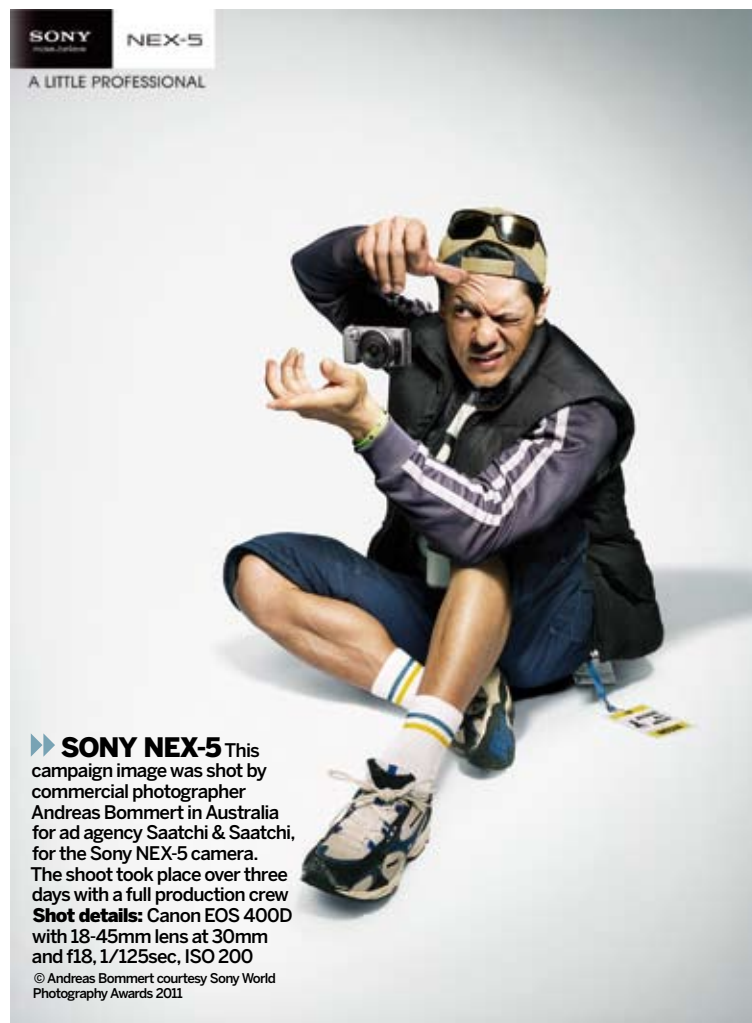 SONY
make.believe
NEX-5
A LITTLE PROFESSIONAL
SONY NEX-5 This
campaign image was shot by
commercial photographer
Andreas Bommert in Australia
for ad agency Saatchi & Saatchi,
for the Sony NEX-5 camera.
The shoot took place over three
days with a full production crew
Shot details: Canon EOS 400D
with 18-45mm lens at 30mm
and f18, 1/125sec, ISO 200
© Andreas Bommert courtesy Sony World
Photography Awards 2011